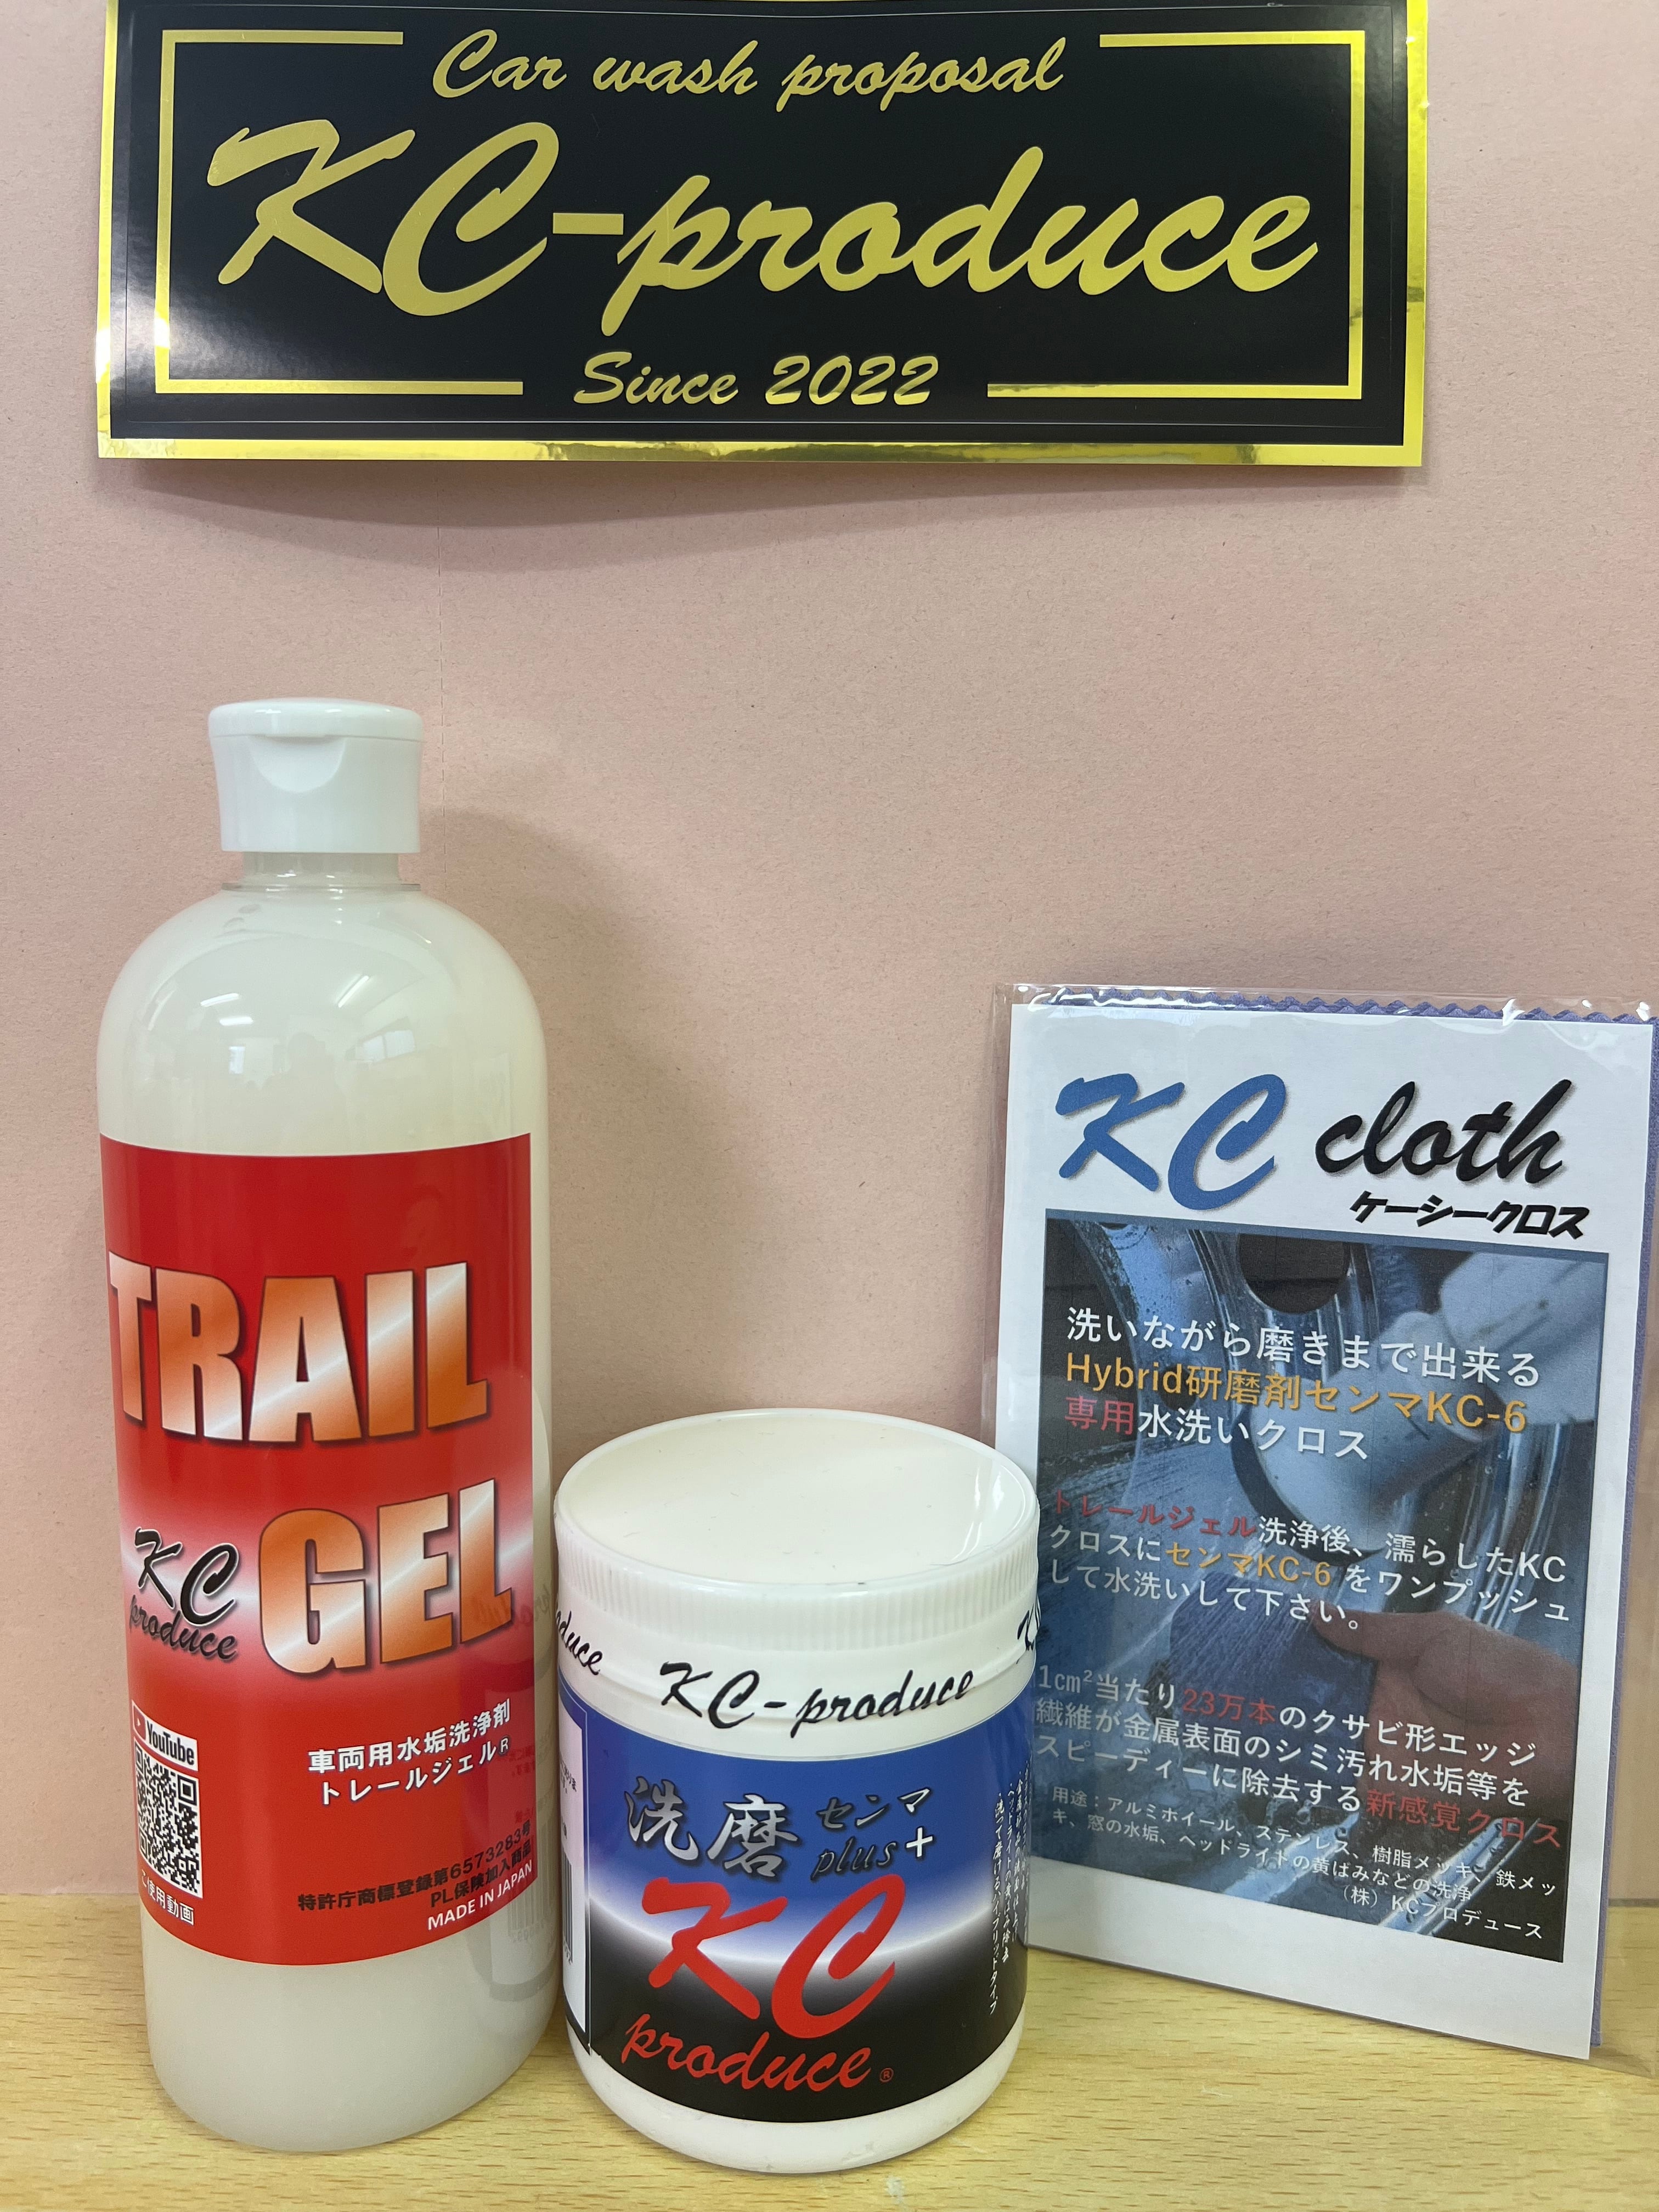 Car wash proposal
KC-produce
Since 2022
TRAIL
GEL
KC
produce
YouTube
車両用水垢洗浄剤
トレールジェル®
特許庁商標登録第6573283号
PL保険加入商品
MADE IN JAPAN
ご使用動画
KC-produce
洗磨 センマ
plus+
KC
produce®
KC cloth
ケーシークロス
洗いながら磨きまで出来る
Hybrid研磨剤センマKC-6
専用水洗いクロス
トレールジェル洗浄後、濡らしたKC
クロスにセンマKC-6 をワンプッシュ
して水洗いして下さい。
1cm²当たり23万本のクサビ形エッジ
繊維が金属表面のシミ汚れ水垢等を
スピーディーに除去する新感覚クロス
用途：アルミホイール、ステンレス、樹脂メッキ、鉄メッ
キ、窓の水垢、ヘッドライトの黄ばみなどの洗浄
（株）KCプロデュース